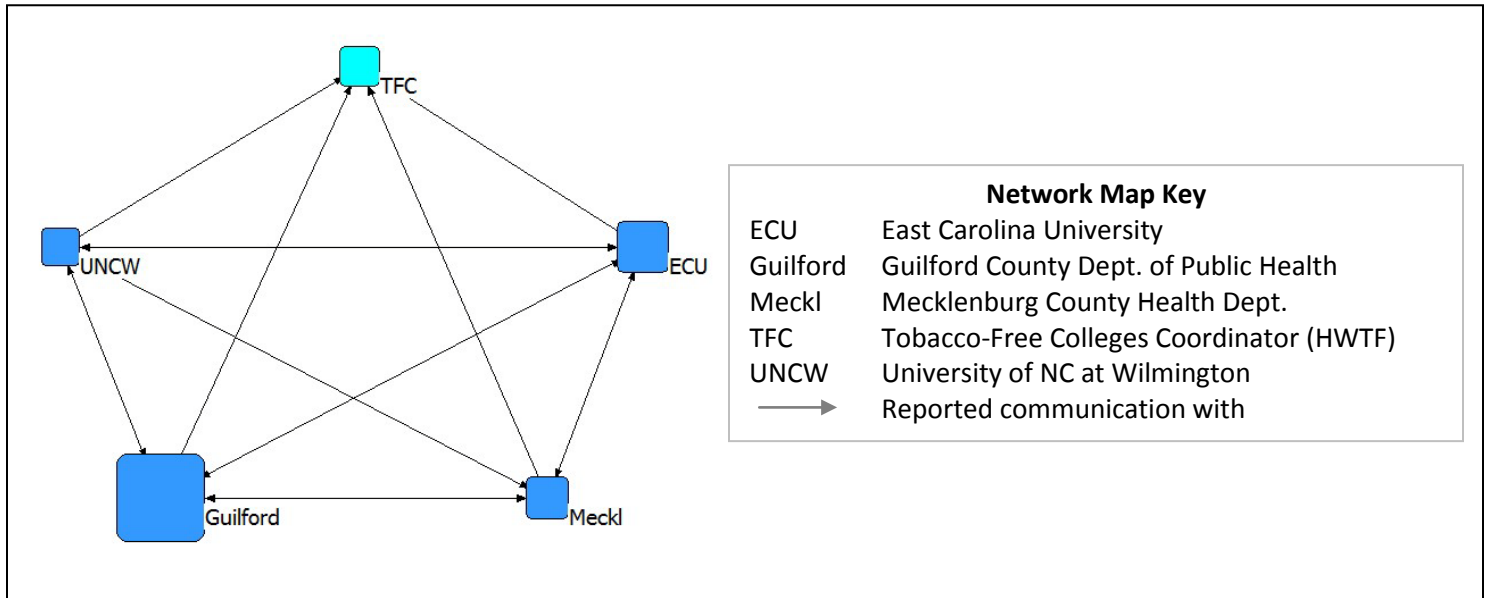 TFC
UNCW
ECU
Guilford
Meckl
Network Map Key
ECU East Carolina University
Guilford Guilford County Dept. of Public Health
Meckl Mecklenburg County Health Dept.
TFC Tobacco-Free Colleges Coordinator (HWTF)
UNCW University of NC at Wilmington
Reported communication with